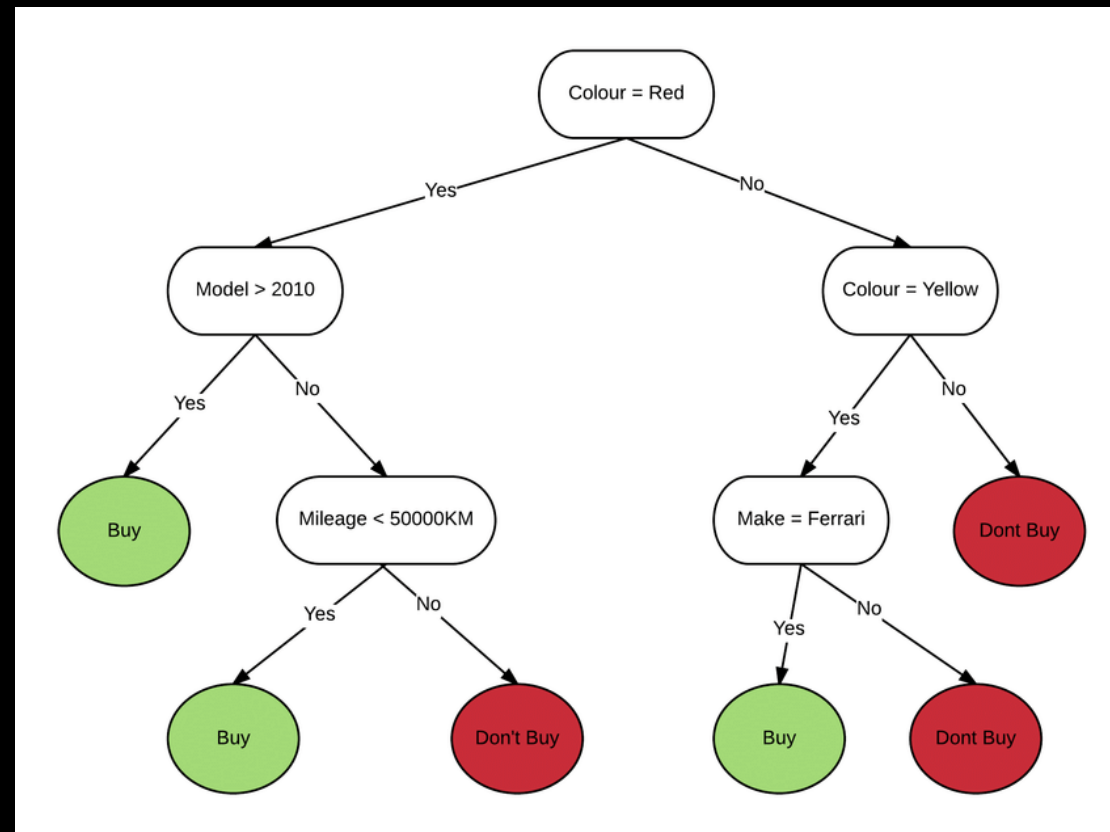 Colour = Red
Yes
No
Model > 2010
Colour = Yellow
Yes
No
Yes
No
Buy
Mileage < 50000KM
Make = Ferrari
Dont Buy
Yes
No
Yes
No
Buy
Don't Buy
Buy
Dont Buy